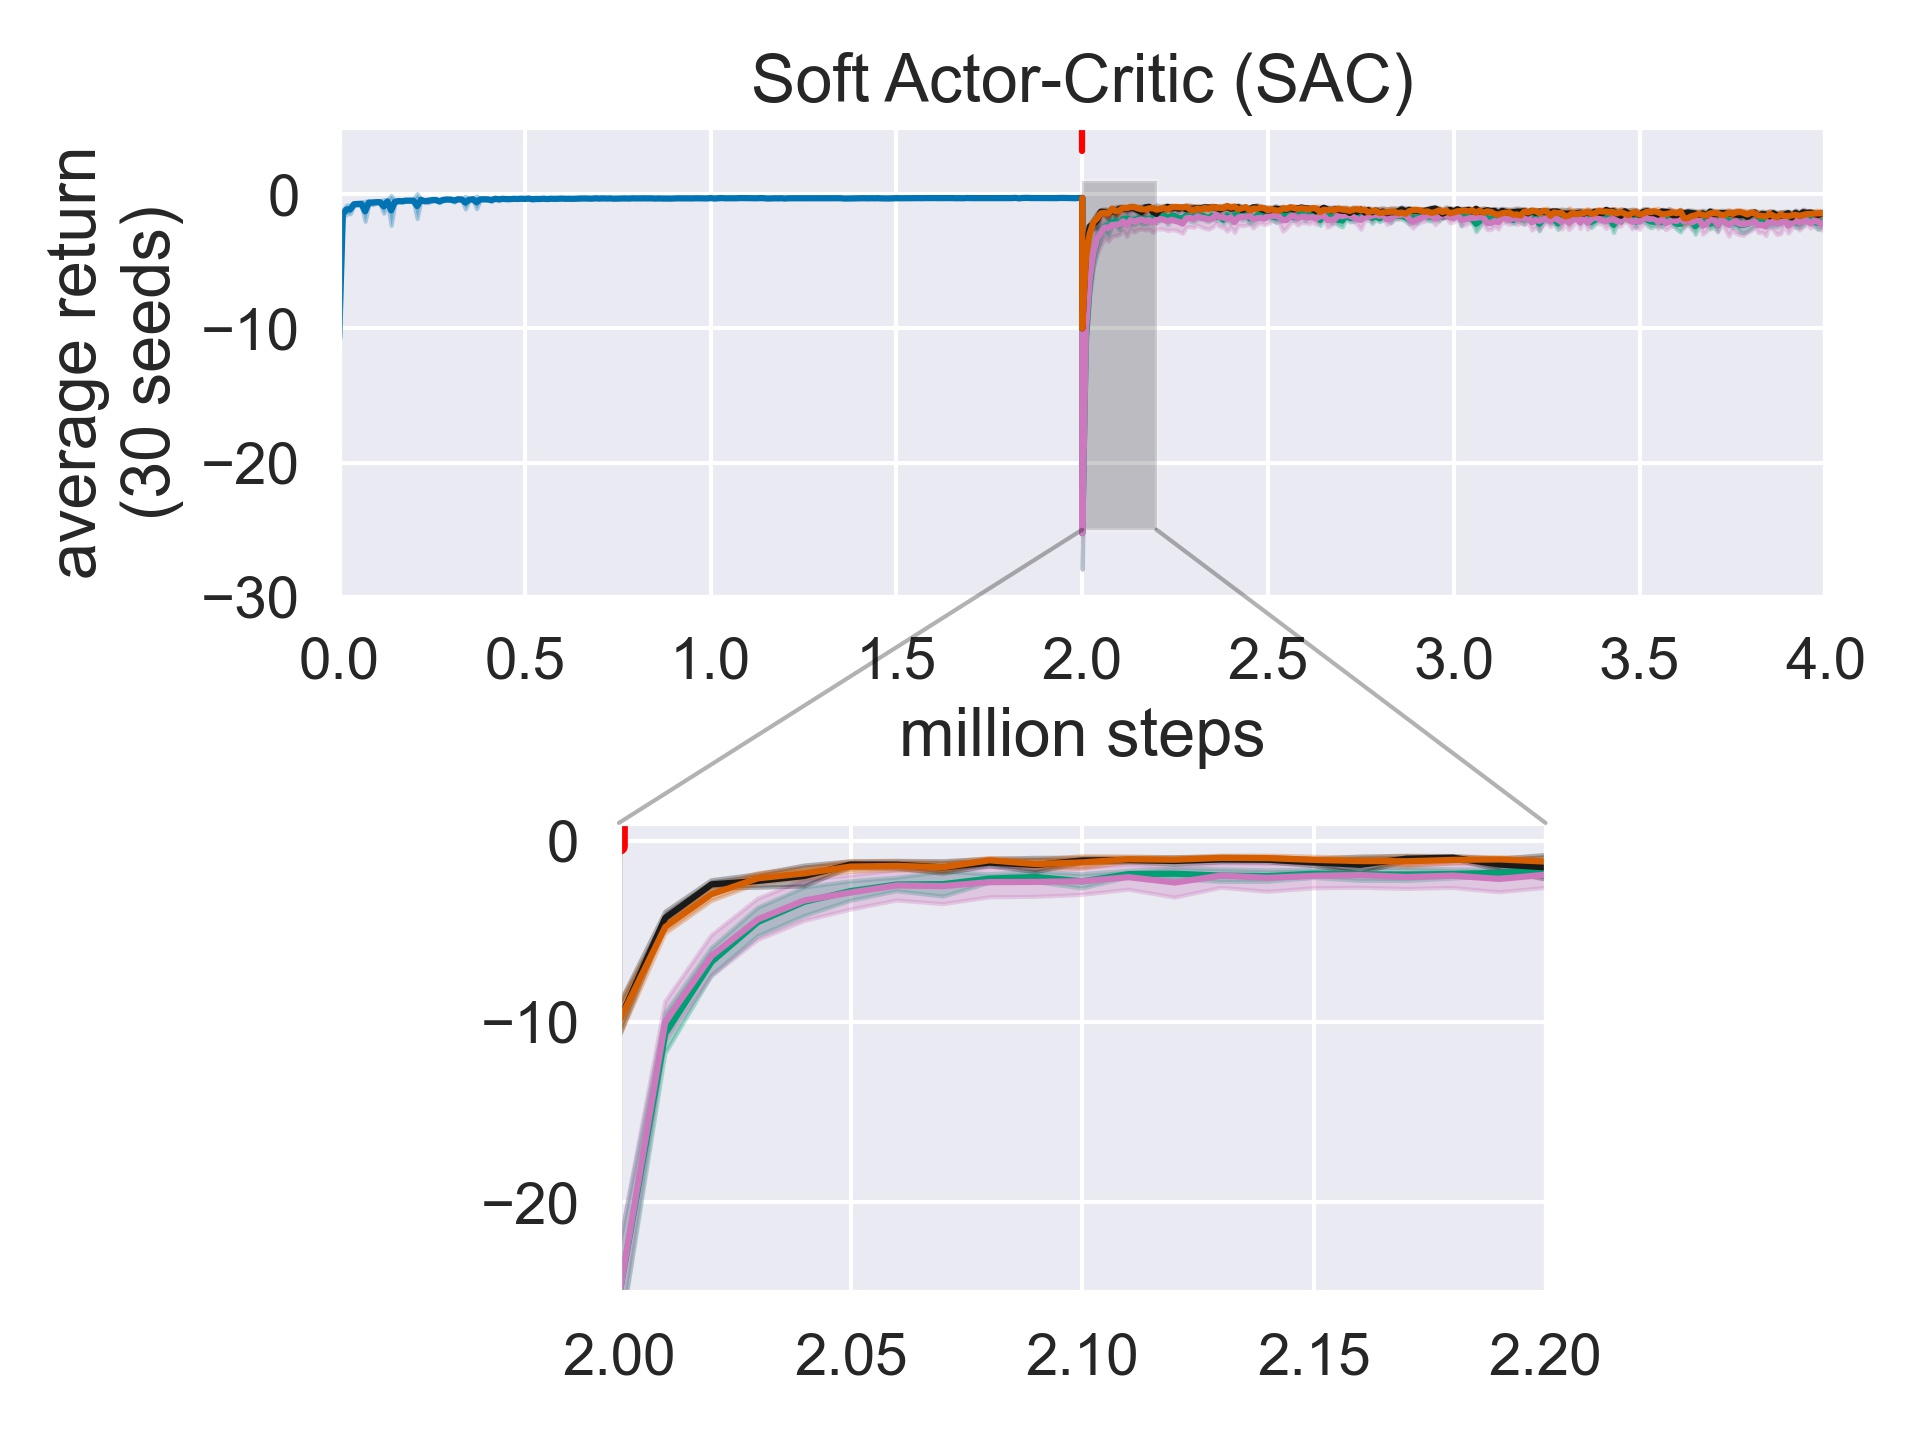 Soft Actor-Critic (SAC)
average return
(30 seeds)
0
−10
−20
−30
0.0 0.5 1.0 1.5 2.0 2.5 3.0 3.5 4.0
million steps
0
−10
−20
2.00 2.05 2.10 2.15 2.20